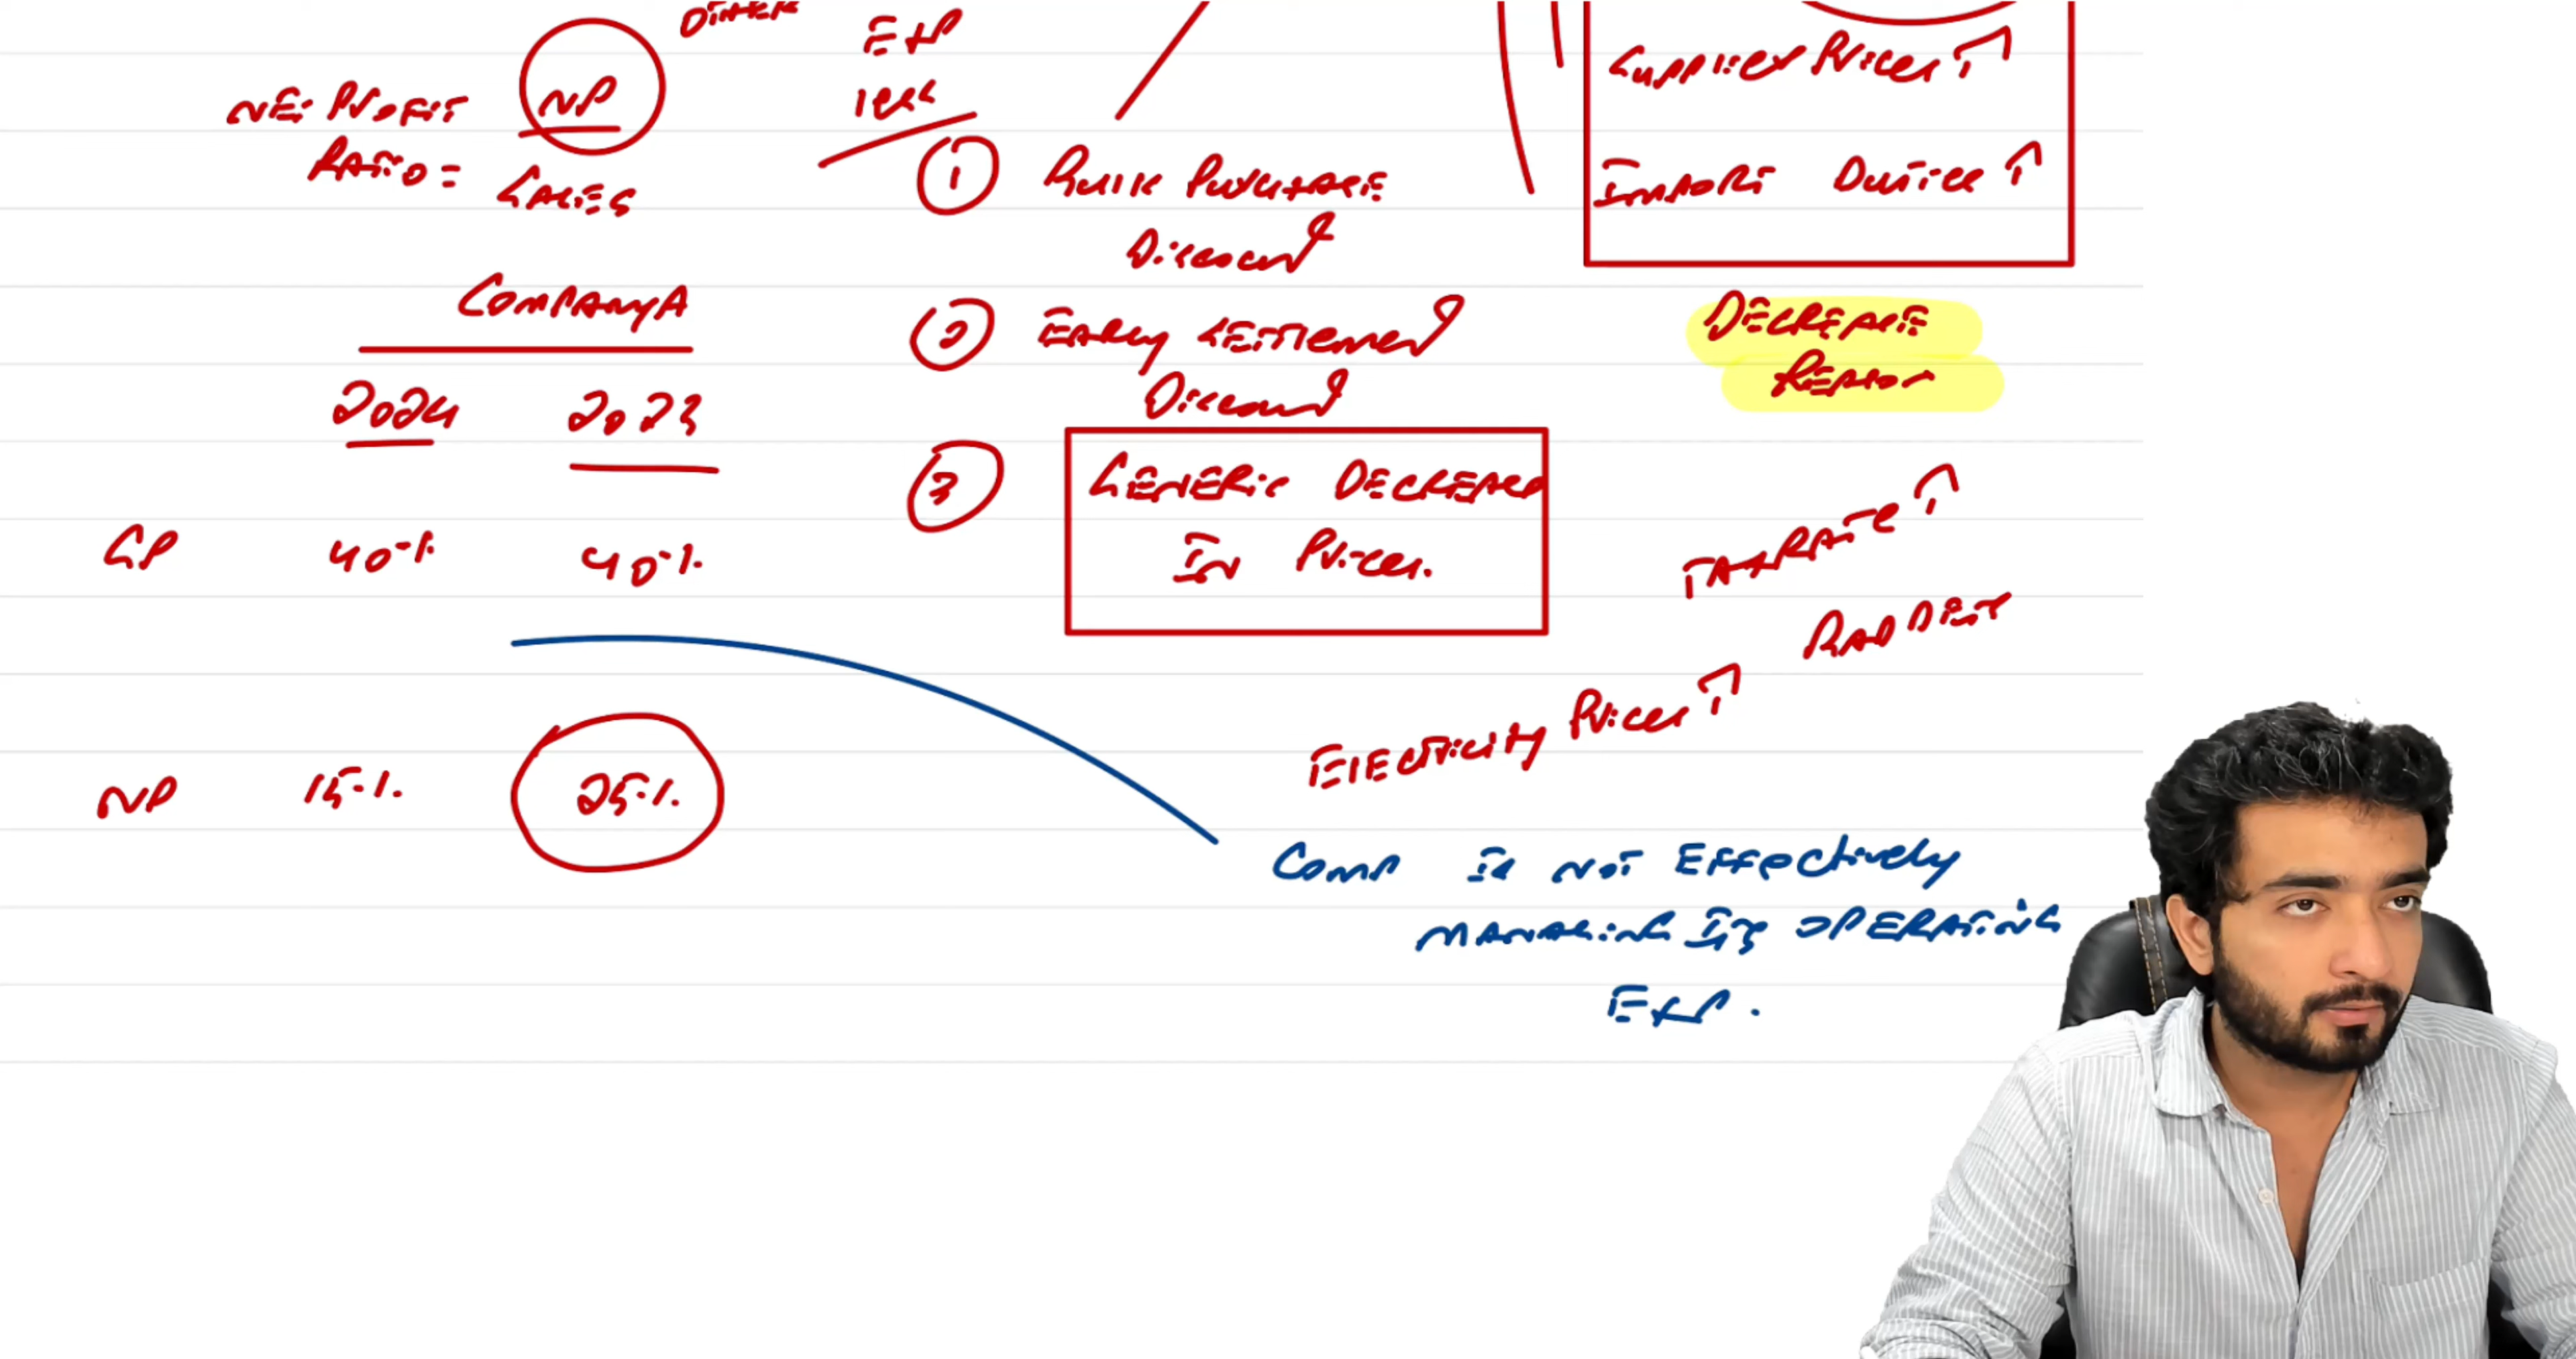 OTHER
EXP
less
NET PROFIT
RATIO =
NP
SALES
① Bulk Purchase
Discount
② Early Settlement
Discount
③ GENERIC DECREASE
IN Prices.
Supplier Prices ↑
IMPORT Duties ↑
DECREASE
REASON
TAX RATE ↑
BAD DEBT
Electricity Prices ↑
COMPANY A
2024 2023
GP 40% 40%
NP 15% 25%
Comp Is NOT Effectively
MANAGING ITS OPERATING
EXP.